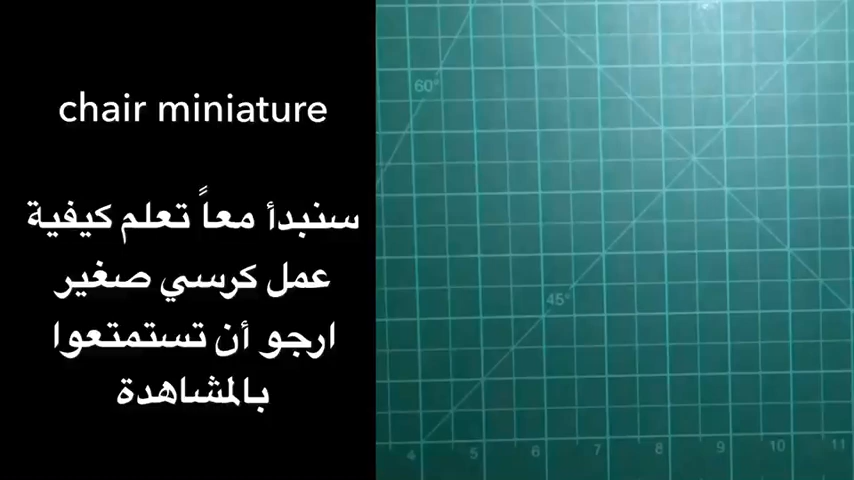 chair miniature
سنبدأ معاً تعلم كيفية
عمل كرسي صغير
ارجو أن تستمتعوا
بالمشاهدة
60°
45°
4 5 6 7 8 9 10 11